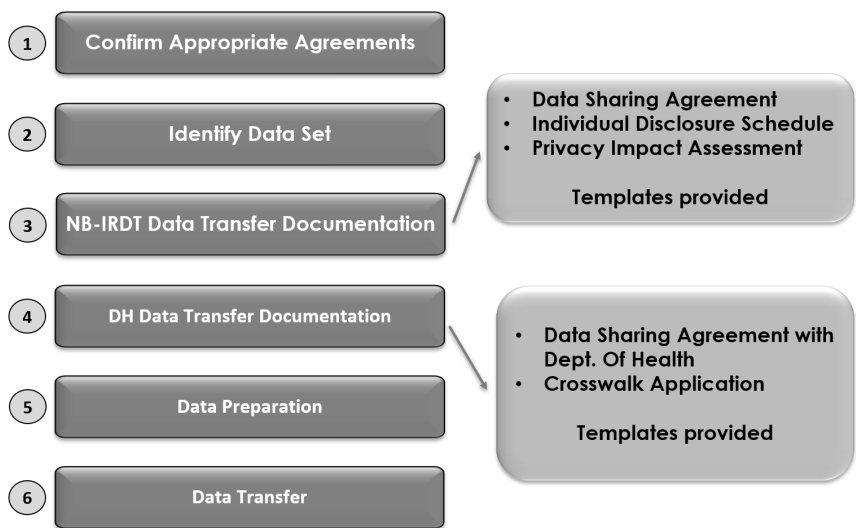 1
Confirm Appropriate Agreements
2
Identify Data Set
3
NB-IRDT Data Transfer Documentation
• Data Sharing Agreement
• Individual Disclosure Schedule
• Privacy Impact Assessment
Templates provided
4
DH Data Transfer Documentation
• Data Sharing Agreement with
Dept. Of Health
• Crosswalk Application
Templates provided
5
Data Preparation
6
Data Transfer